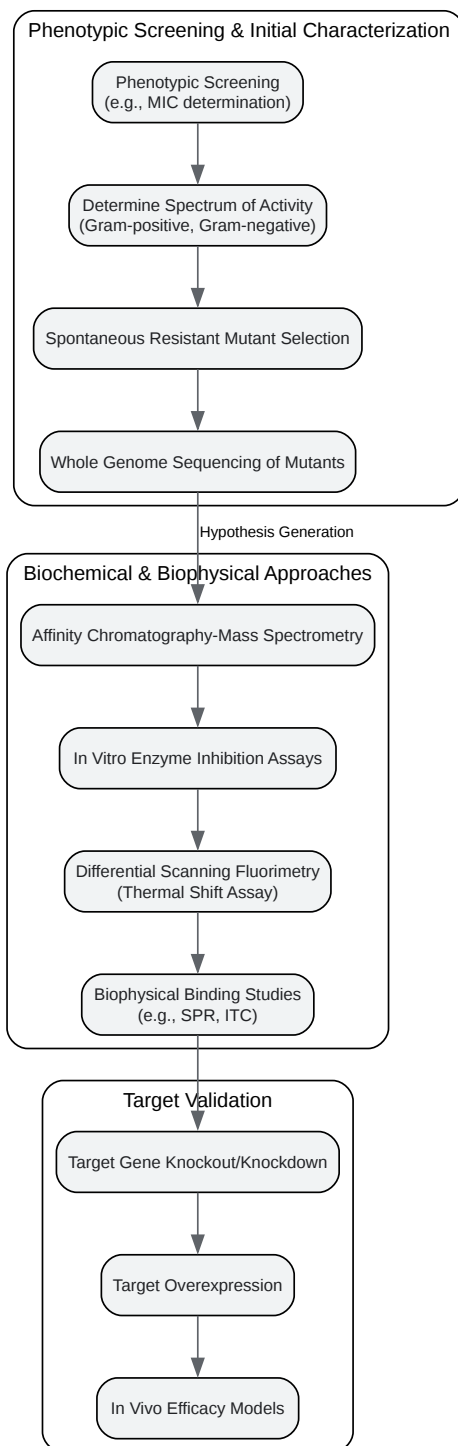 Phenotypic Screening & Initial Characterization
Phenotypic Screening
(e.g., MIC determination)
Determine Spectrum of Activity
(Gram-positive, Gram-negative)
Spontaneous Resistant Mutant Selection
Whole Genome Sequencing of Mutants
Hypothesis Generation
Biochemical & Biophysical Approaches
Affinity Chromatography-Mass Spectrometry
In Vitro Enzyme Inhibition Assays
Differential Scanning Fluorimetry
(Thermal Shift Assay)
Biophysical Binding Studies
(e.g., SPR, ITC)
Target Validation
Target Gene Knockout/Knockdown
Target Overexpression
In Vivo Efficacy Models